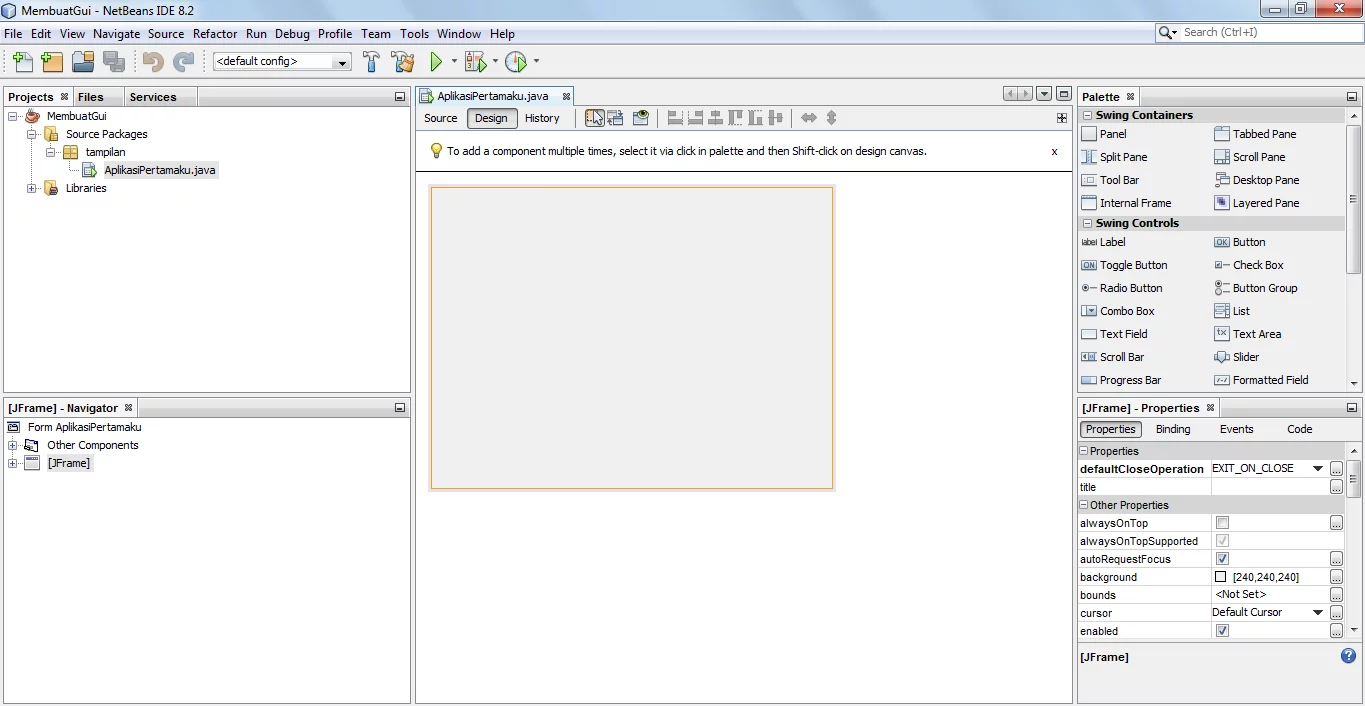 MembuatGui - NetBeans IDE 8.2
File Edit View Navigate Source Refactor Run Debug Profile Team Tools Window Help
Search (Ctrl+I)
<default config>
Projects Files Services
MembuatGui
Source Packages
tampilan
AplikasiPertamaku.java
Libraries
[JFrame] - Navigator
Form AplikasiPertamaku
Other Components
[JFrame]
AplikasiPertamaku.java
Source Design History
To add a component multiple times, select it via click in palette and then Shift-click on design canvas. x
Palette
Swing Containers
Panel Tabbed Pane
Split Pane Scroll Pane
Tool Bar Desktop Pane
Internal Frame Layered Pane
Swing Controls
label Label OK Button
ON Toggle Button Check Box
Radio Button Button Group
Combo Box List
Text Field Text Area
Scroll Bar Slider
Progress Bar Formatted Field
[JFrame] - Properties
Properties Binding Events Code
Properties
defaultCloseOperation EXIT_ON_CLOSE ...
title ...
Other Properties
alwaysOnTop ...
alwaysOnTopSupported
autoRequestFocus ...
background [240,240,240] ...
bounds <Not Set> ...
cursor Default Cursor ...
enabled ...
[JFrame] ?